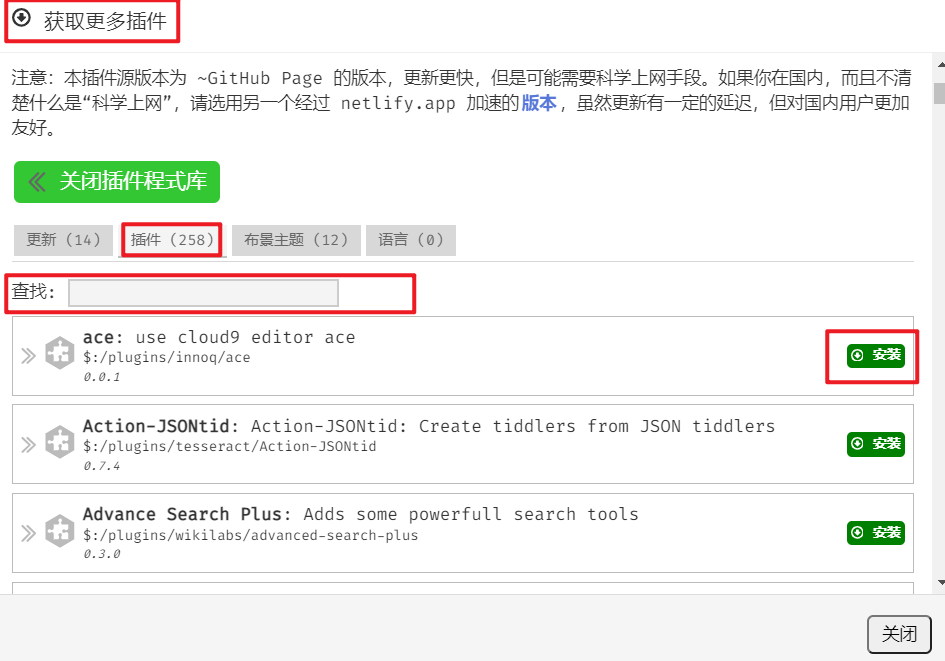 获取更多插件
注意：本插件源版本为 ~GitHub Page 的版本，更新更快，但是可能需要科学上网手段。如果你在国内，而且不清
楚什么是“科学上网”，请选用另一个经过 netlify.app 加速的版本，虽然更新有一定的延迟，但对国内用户更加
友好。
关闭插件程式库
更新 (14) 插件 (258) 布景主题 (12) 语言 (0)
查找:
ace: use cloud9 editor ace
$:/plugins/innoq/ace
0.0.1
安装
Action-JSONtid: Action-JSONtid: Create tiddlers from JSON tiddlers
$:/plugins/tesseract/Action-JSONtid
0.7.4
安装
Advance Search Plus: Adds some powerfull search tools
$:/plugins/wikilabs/advanced-search-plus
0.3.0
安装
关闭